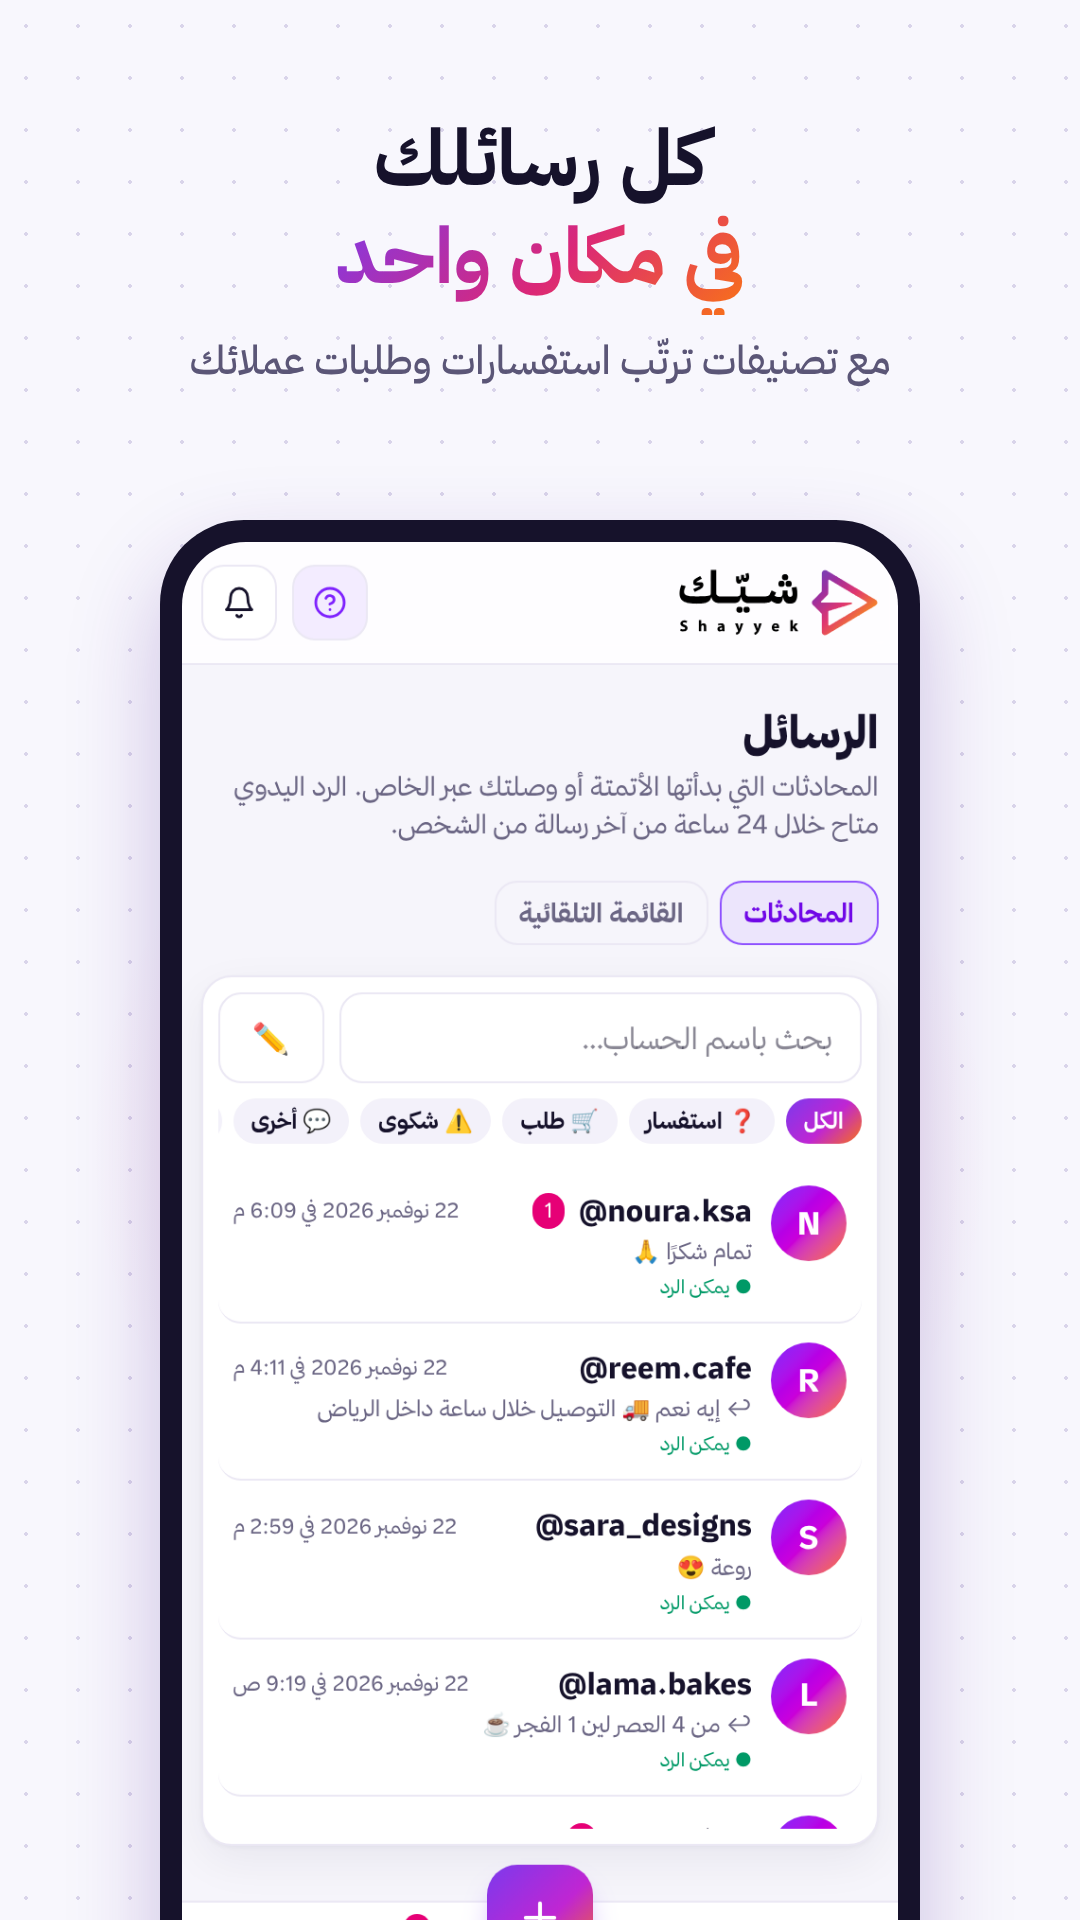 كل رسائلك
في مكان واحد
مع تصنيفات ترتّب استفسارات وطلبات عملائك
شـيّـك
Shayyek
الرسائل
المحادثات التي بدأتها الأتمتة أو وصلتك عبر الخاص. الرد اليدوي
متاح خلال 24 ساعة من آخر رسالة من الشخص.
المحادثات
القائمة التلقائية
بحث باسم الحساب...
✏️
الكل
❓ استفسار
🛒 طلب
⚠️ شكوى
💬 أخرى
N
@noura.ksa
1
22 نوفمبر 2026 في 6:09 م
تمام شكرًا 🙏
● يمكن الرد
R
@reem.cafe
22 نوفمبر 2026 في 4:11 م
↩ إيه نعم 🚚 التوصيل خلال ساعة داخل الرياض
● يمكن الرد
S
@sara_designs
22 نوفمبر 2026 في 2:59 م
روعة 😍
● يمكن الرد
L
@lama.bakes
22 نوفمبر 2026 في 9:19 ص
↩ من 4 العصر لين 1 الفجر ☕
● يمكن الرد